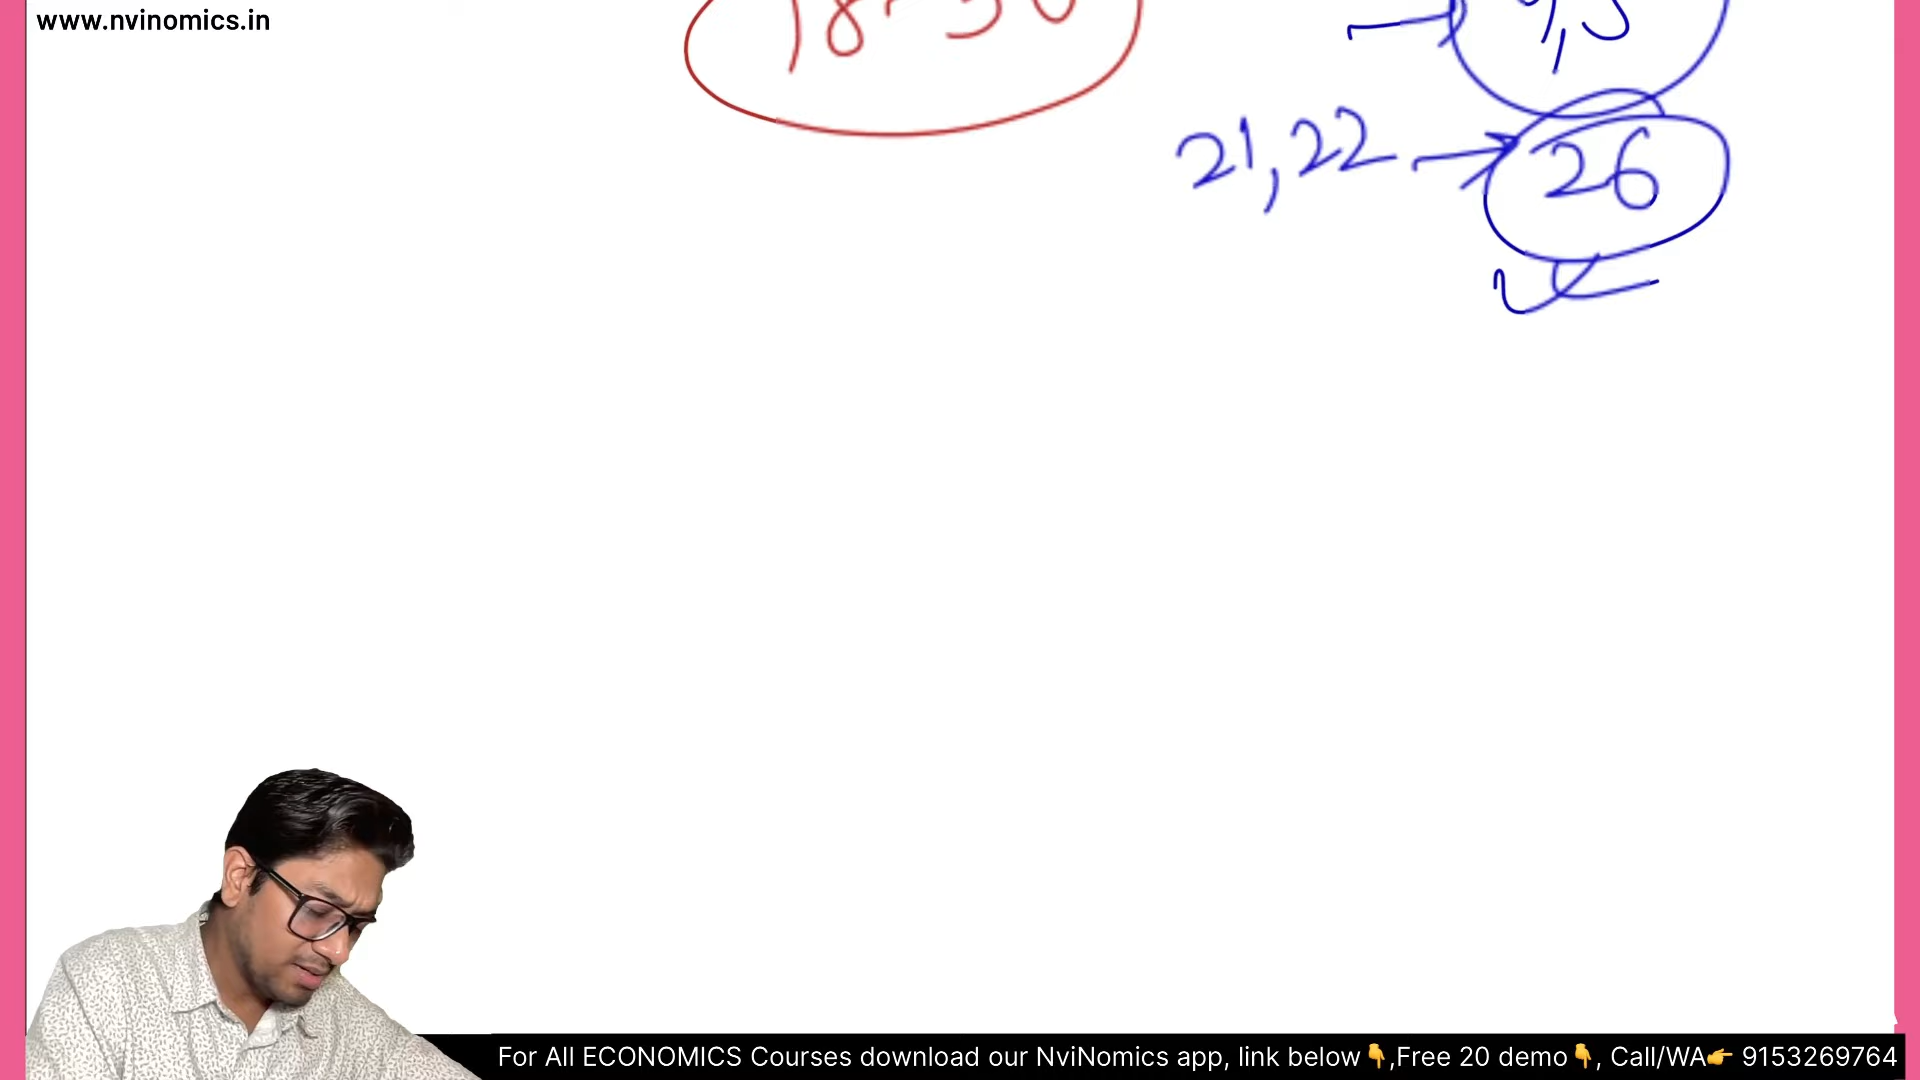 www.nvinomics.in
21,22 → 26
For All ECONOMICS Courses download our NviNomics app, link below👇,Free 20 demo👇, Call/WA👉 9153269764